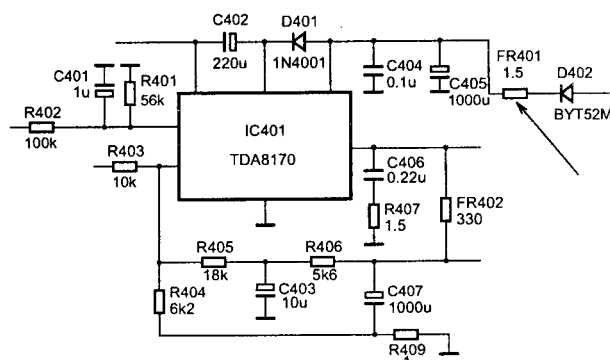 C402
220u
D401
1N4001
C401
1u
R401
56k
C404
0.1u
C405
1000u
FR401
1.5
D402
BYT52M
R402
100k
IC401
TDA8170
R403
10k
C406
0.22u
R407
1.5
FR402
330
R405
18k
R406
5k6
R404
6k2
C403
10u
C407
1000u
R409